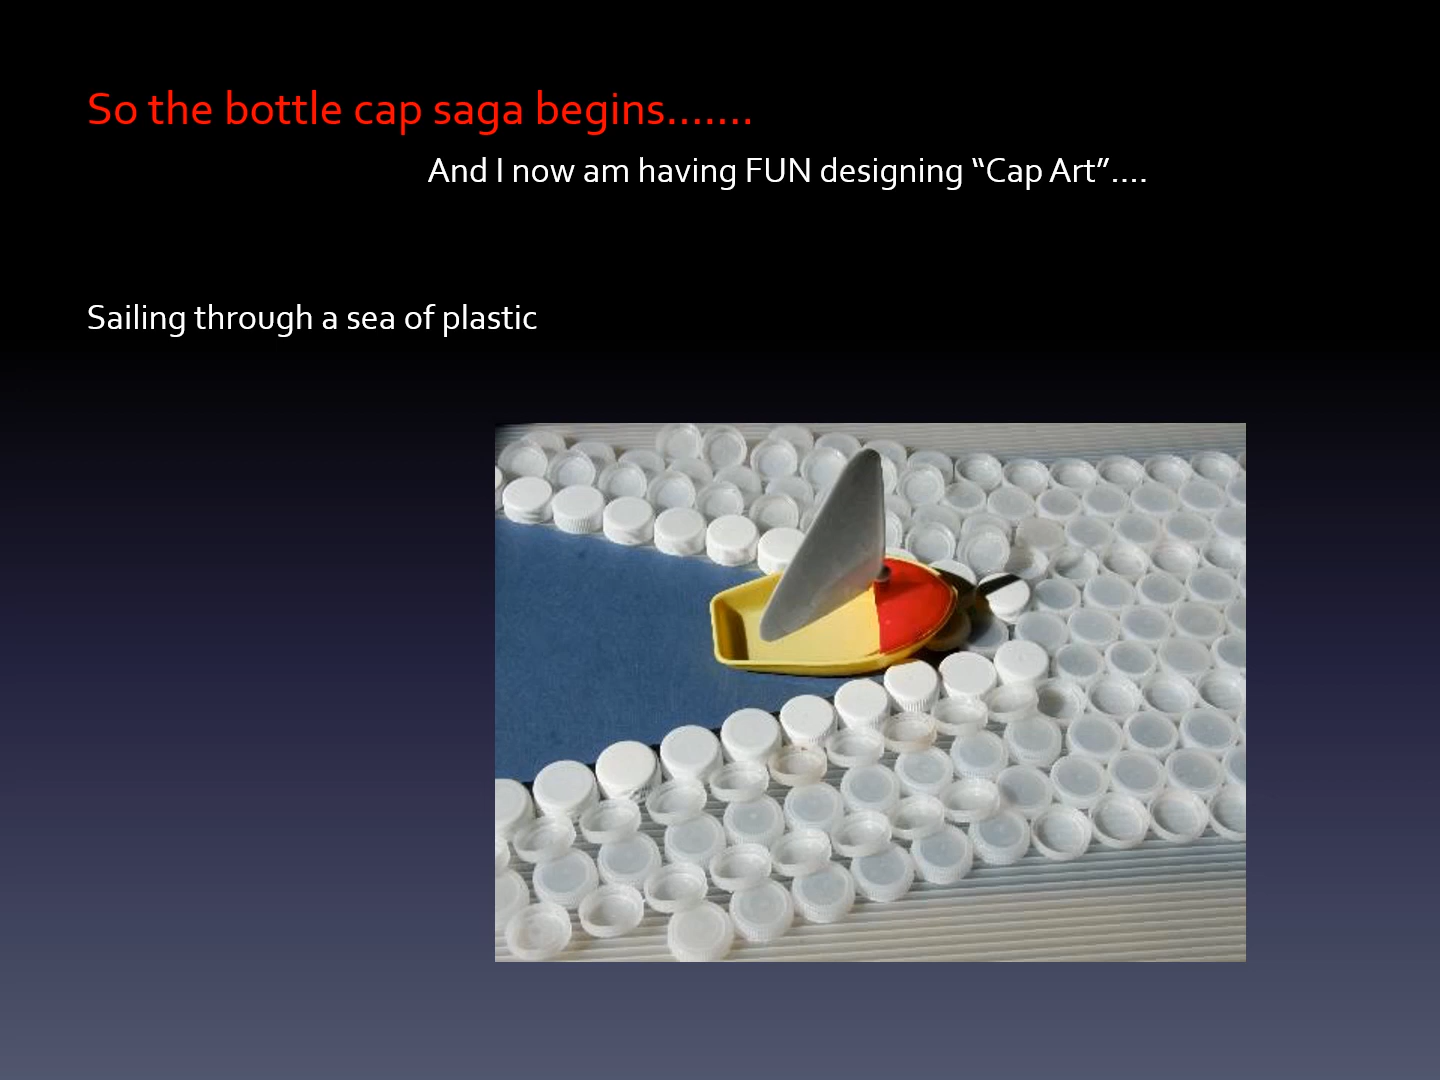 So the bottle cap saga begins.......
And I now am having FUN designing “Cap Art”....
Sailing through a sea of plastic